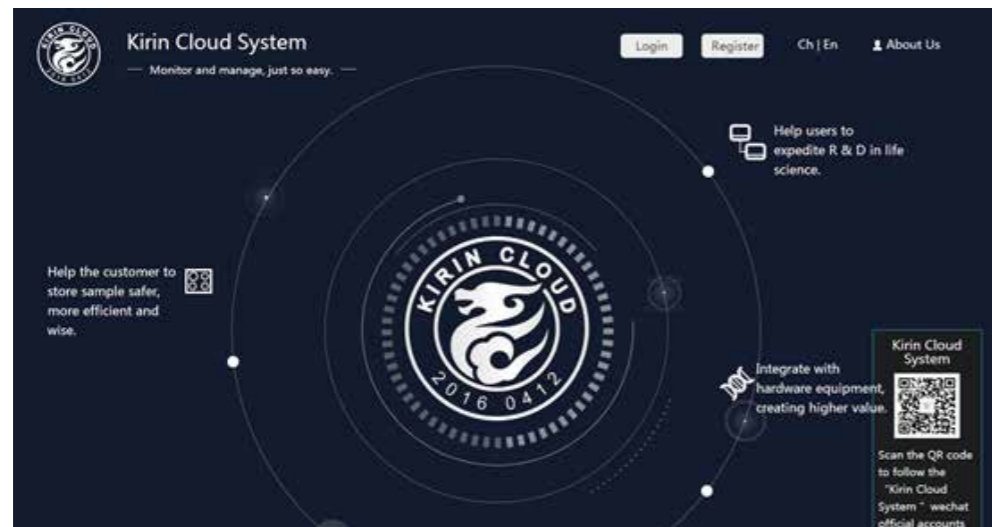 Kirin Cloud System
— Monitor and manage, just so easy. —
Login
Register
Ch | En
About Us
Help users to
expedite R & D in life
science.
Help the customer to
store sample safer,
more efficient and
wise.
KIRIN CLOUD
2016 0412
Integrate with
hardware equipment,
creating higher value.
Kirin Cloud
System
Scan the QR code
to follow the
"Kirin Cloud
System " wechat
official accounts